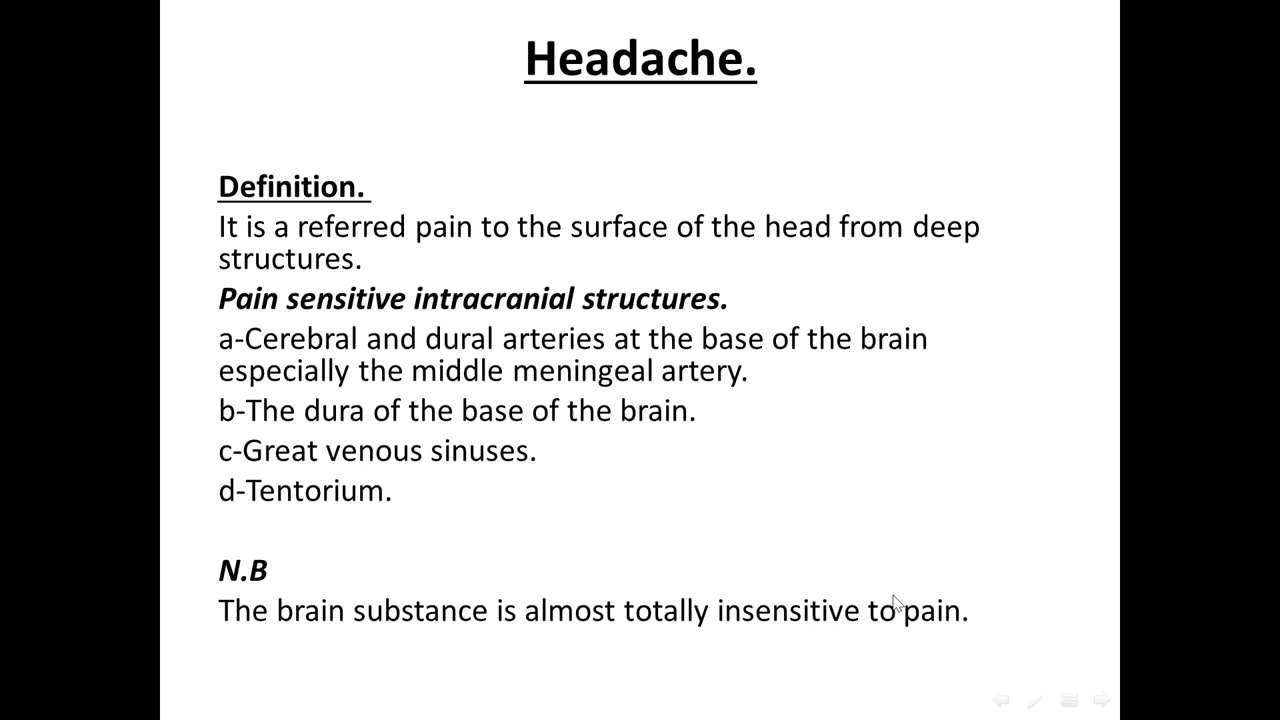 Headache.
Definition.
It is a referred pain to the surface of the head from deep
structures.
Pain sensitive intracranial structures.
a-Cerebral and dural arteries at the base of the brain
especially the middle meningeal artery.
b-The dura of the base of the brain.
c-Great venous sinuses.
d-Tentorium.
N.B
The brain substance is almost totally insensitive to pain.